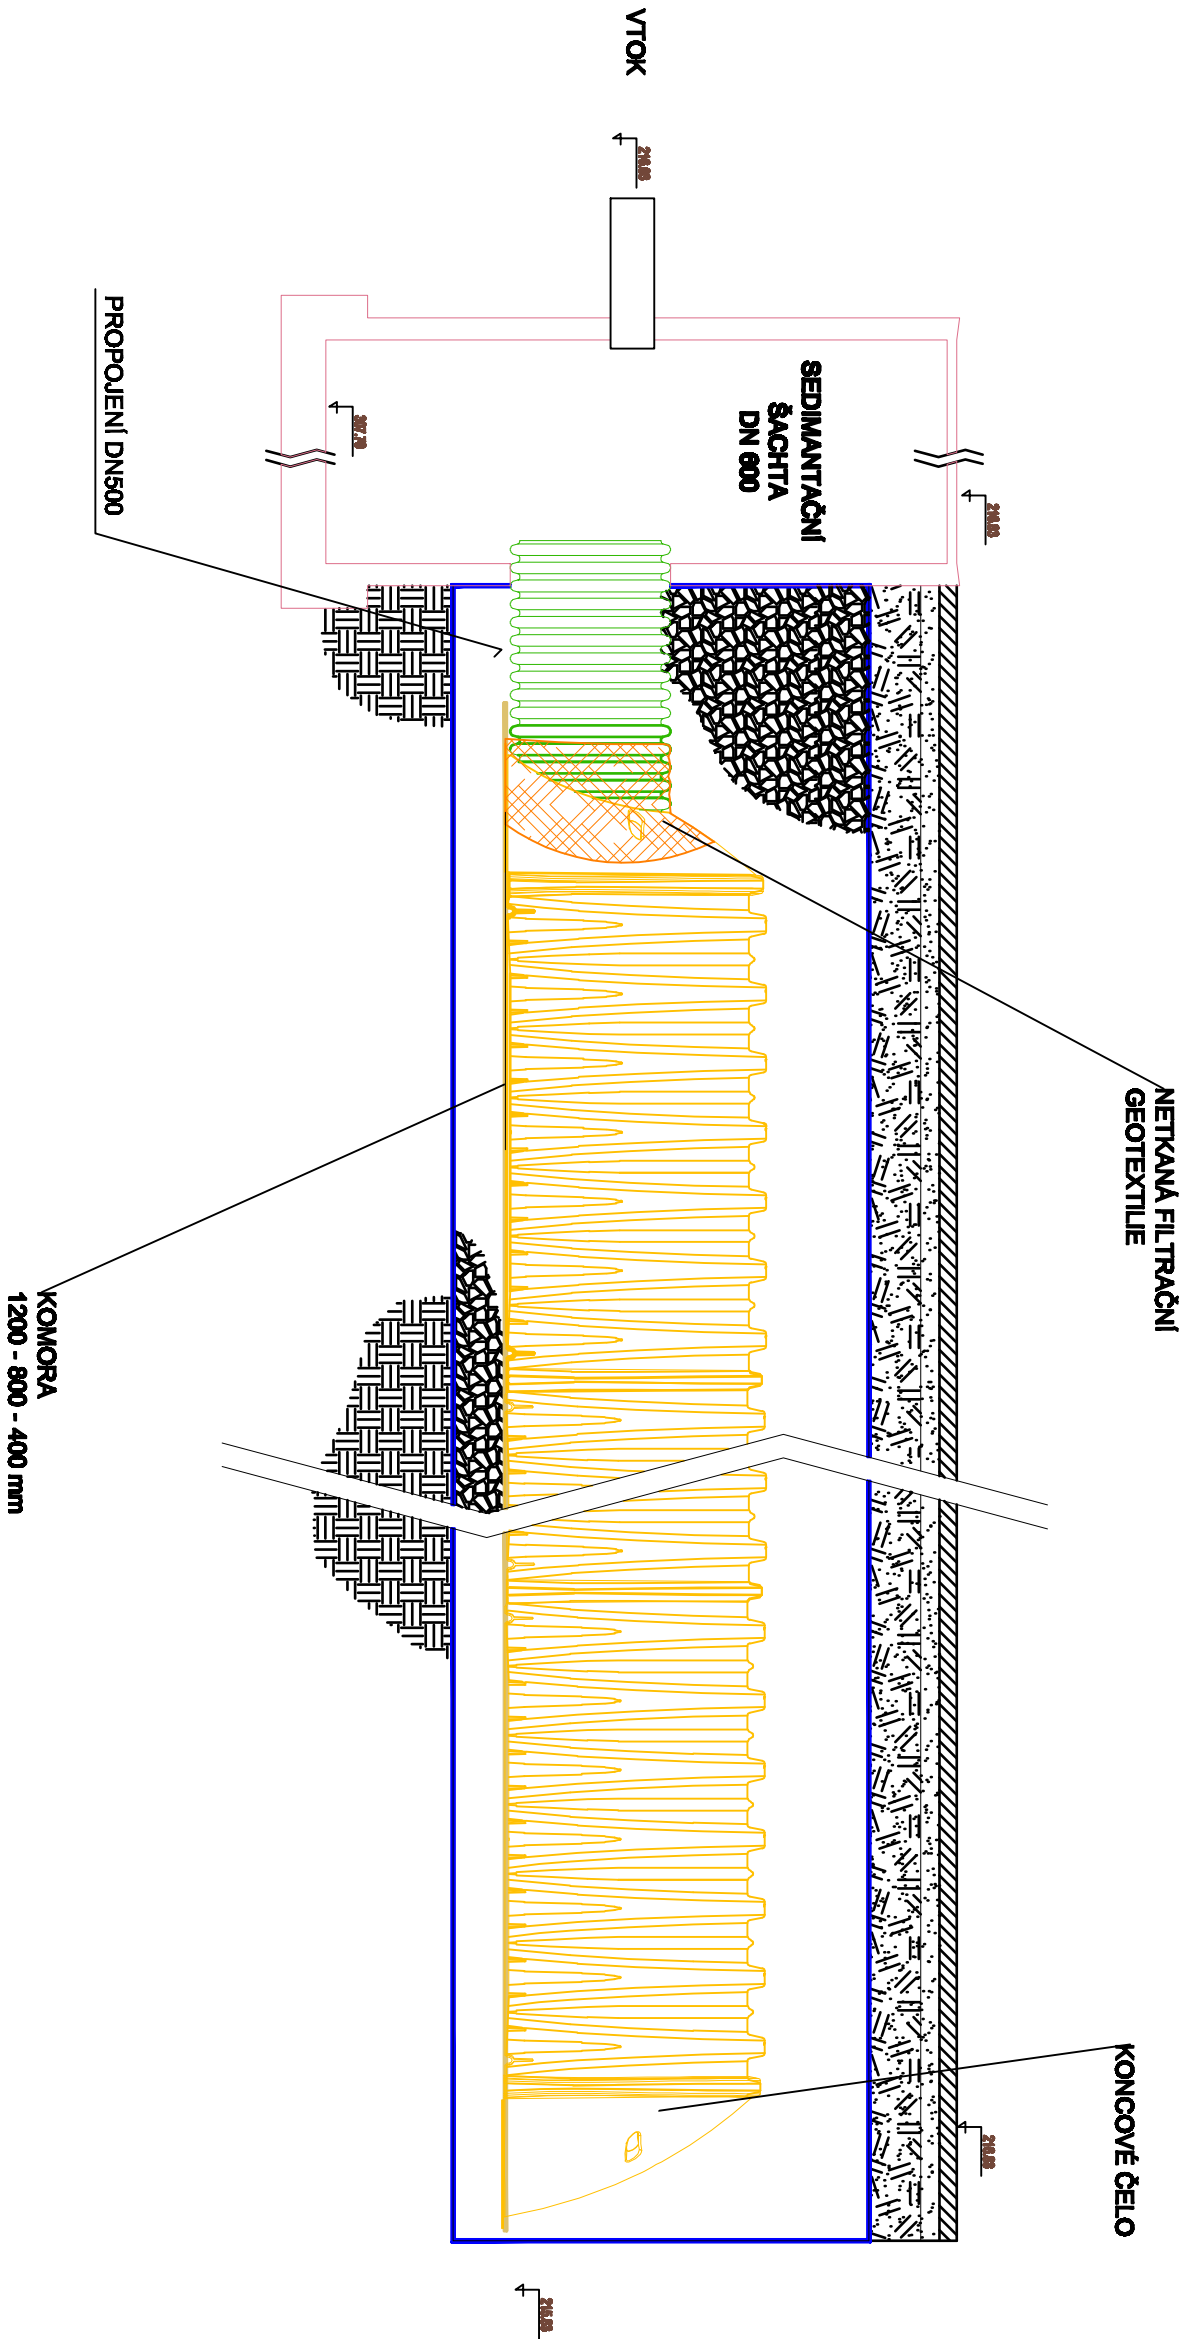 VTOK
SEDIMANTAČNÍ
ŠACHTA
DN 600
PROPOJENÍ DN500
NETKANÁ FILTRAČNÍ
GEOTEXTILIE
KOMORA
1200 - 800 - 400 mm
KONCOVÉ ČELO